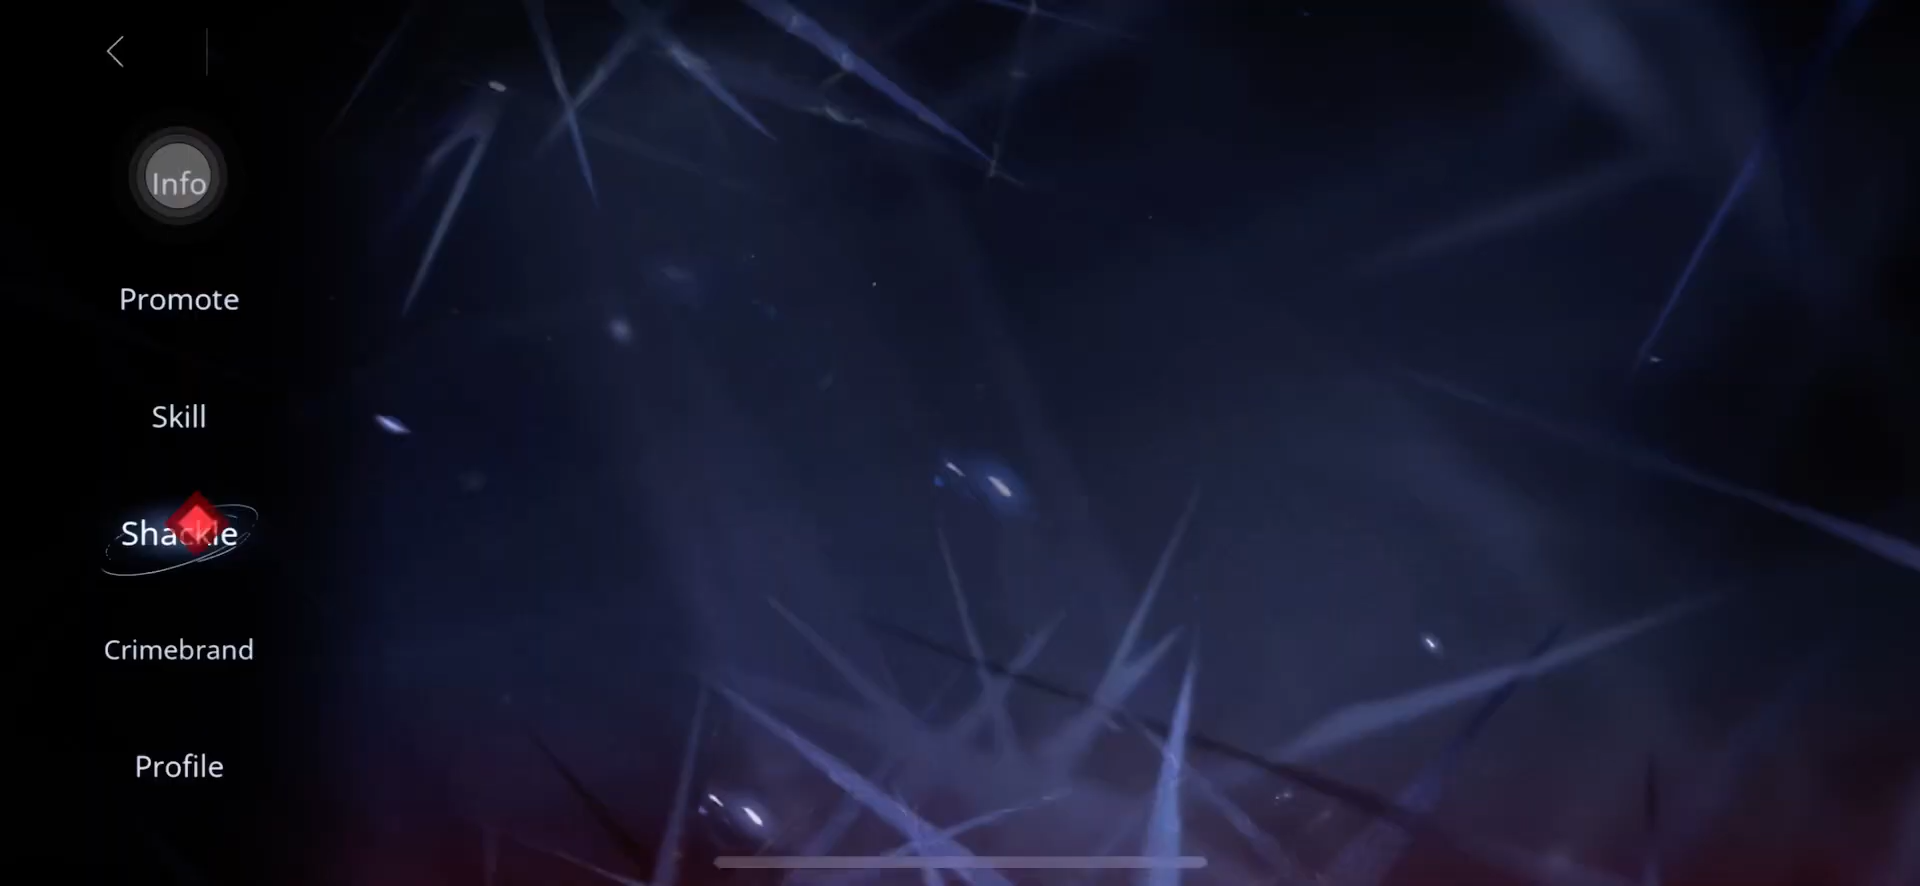 Info
Promote
Skill
Shackle
Crimebrand
Profile